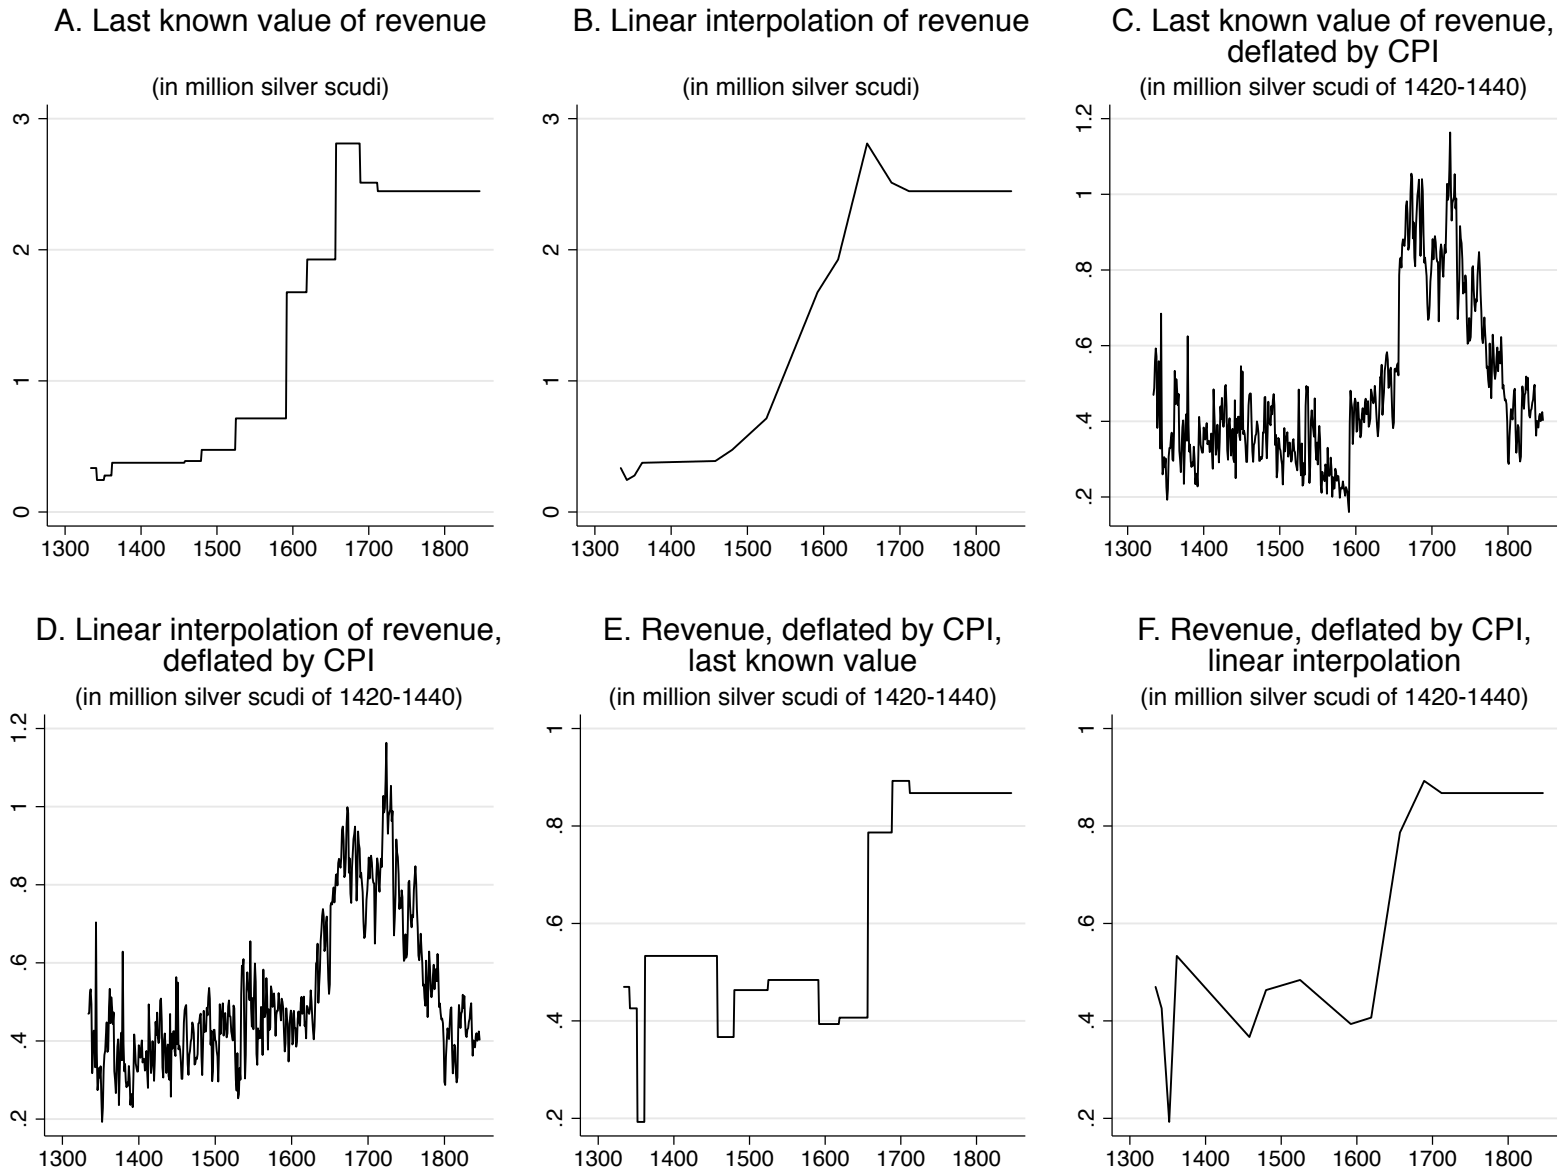 A. Last known value of revenue
(in million silver scudi)
3
2
1
0
1300 1400 1500 1600 1700 1800
B. Linear interpolation of revenue
(in million silver scudi)
3
2
1
0
1300 1400 1500 1600 1700 1800
C. Last known value of revenue,
deflated by CPI
(in million silver scudi of 1420-1440)
1.2
1
.8
.6
.4
.2
1300 1400 1500 1600 1700 1800
D. Linear interpolation of revenue,
deflated by CPI
(in million silver scudi of 1420-1440)
1.2
1
.8
.6
.4
.2
1300 1400 1500 1600 1700 1800
E. Revenue, deflated by CPI,
last known value
(in million silver scudi of 1420-1440)
1
.8
.6
.4
.2
1300 1400 1500 1600 1700 1800
F. Revenue, deflated by CPI,
linear interpolation
(in million silver scudi of 1420-1440)
1
.8
.6
.4
.2
1300 1400 1500 1600 1700 1800